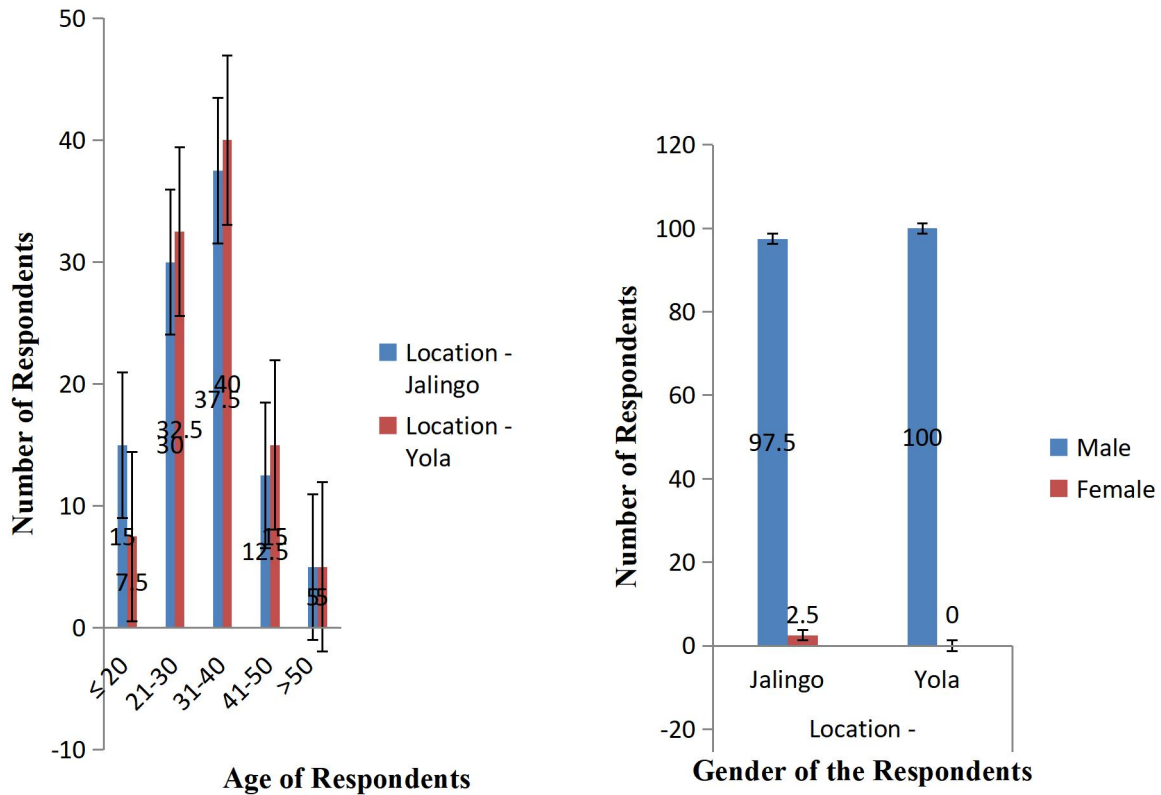 50
40
30
20
10
0
-10
Number of Respondents
15
7.5
30
32.5
37.5
40
12.5
15
5
5
≤ 20
21-30
31-40
41-50
>50
Age of Respondents
Location -
Jalingo
Location -
Yola
120
100
80
60
40
20
0
-20
Number of Respondents
97.5
2.5
100
0
Jalingo
Yola
Location -
Gender of the Respondents
Male
Female